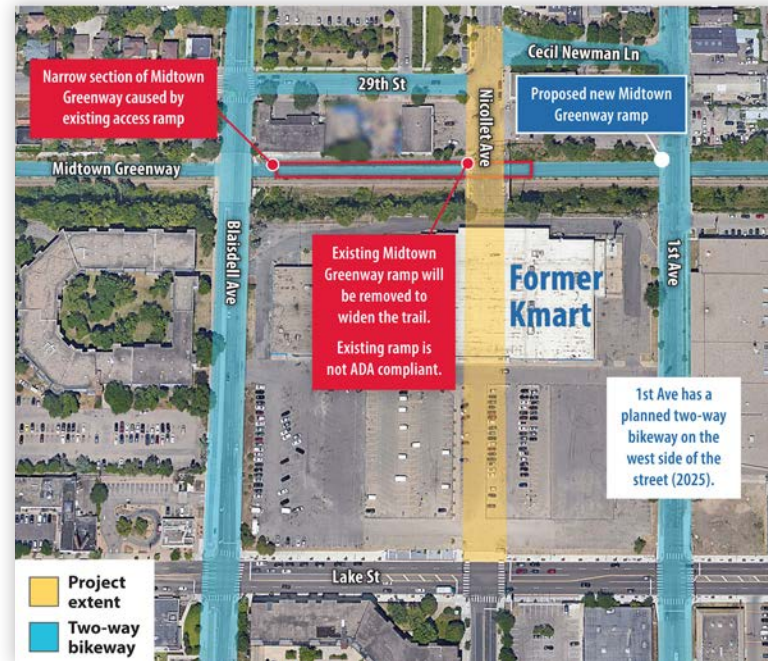 Cecil Newman Ln
29th St
Narrow section of Midtown
Greenway caused by
existing access ramp
Nicollet Ave
Proposed new Midtown
Greenway ramp
Midtown Greenway
Blaisdell Ave
1st Ave
Existing Midtown
Greenway ramp will
be removed to
widen the trail.
Existing ramp is
not ADA compliant.
Former
Kmart
1st Ave has a
planned two-way
bikeway on the
west side of the
street (2025).
Lake St
Project
extent
Two-way
bikeway